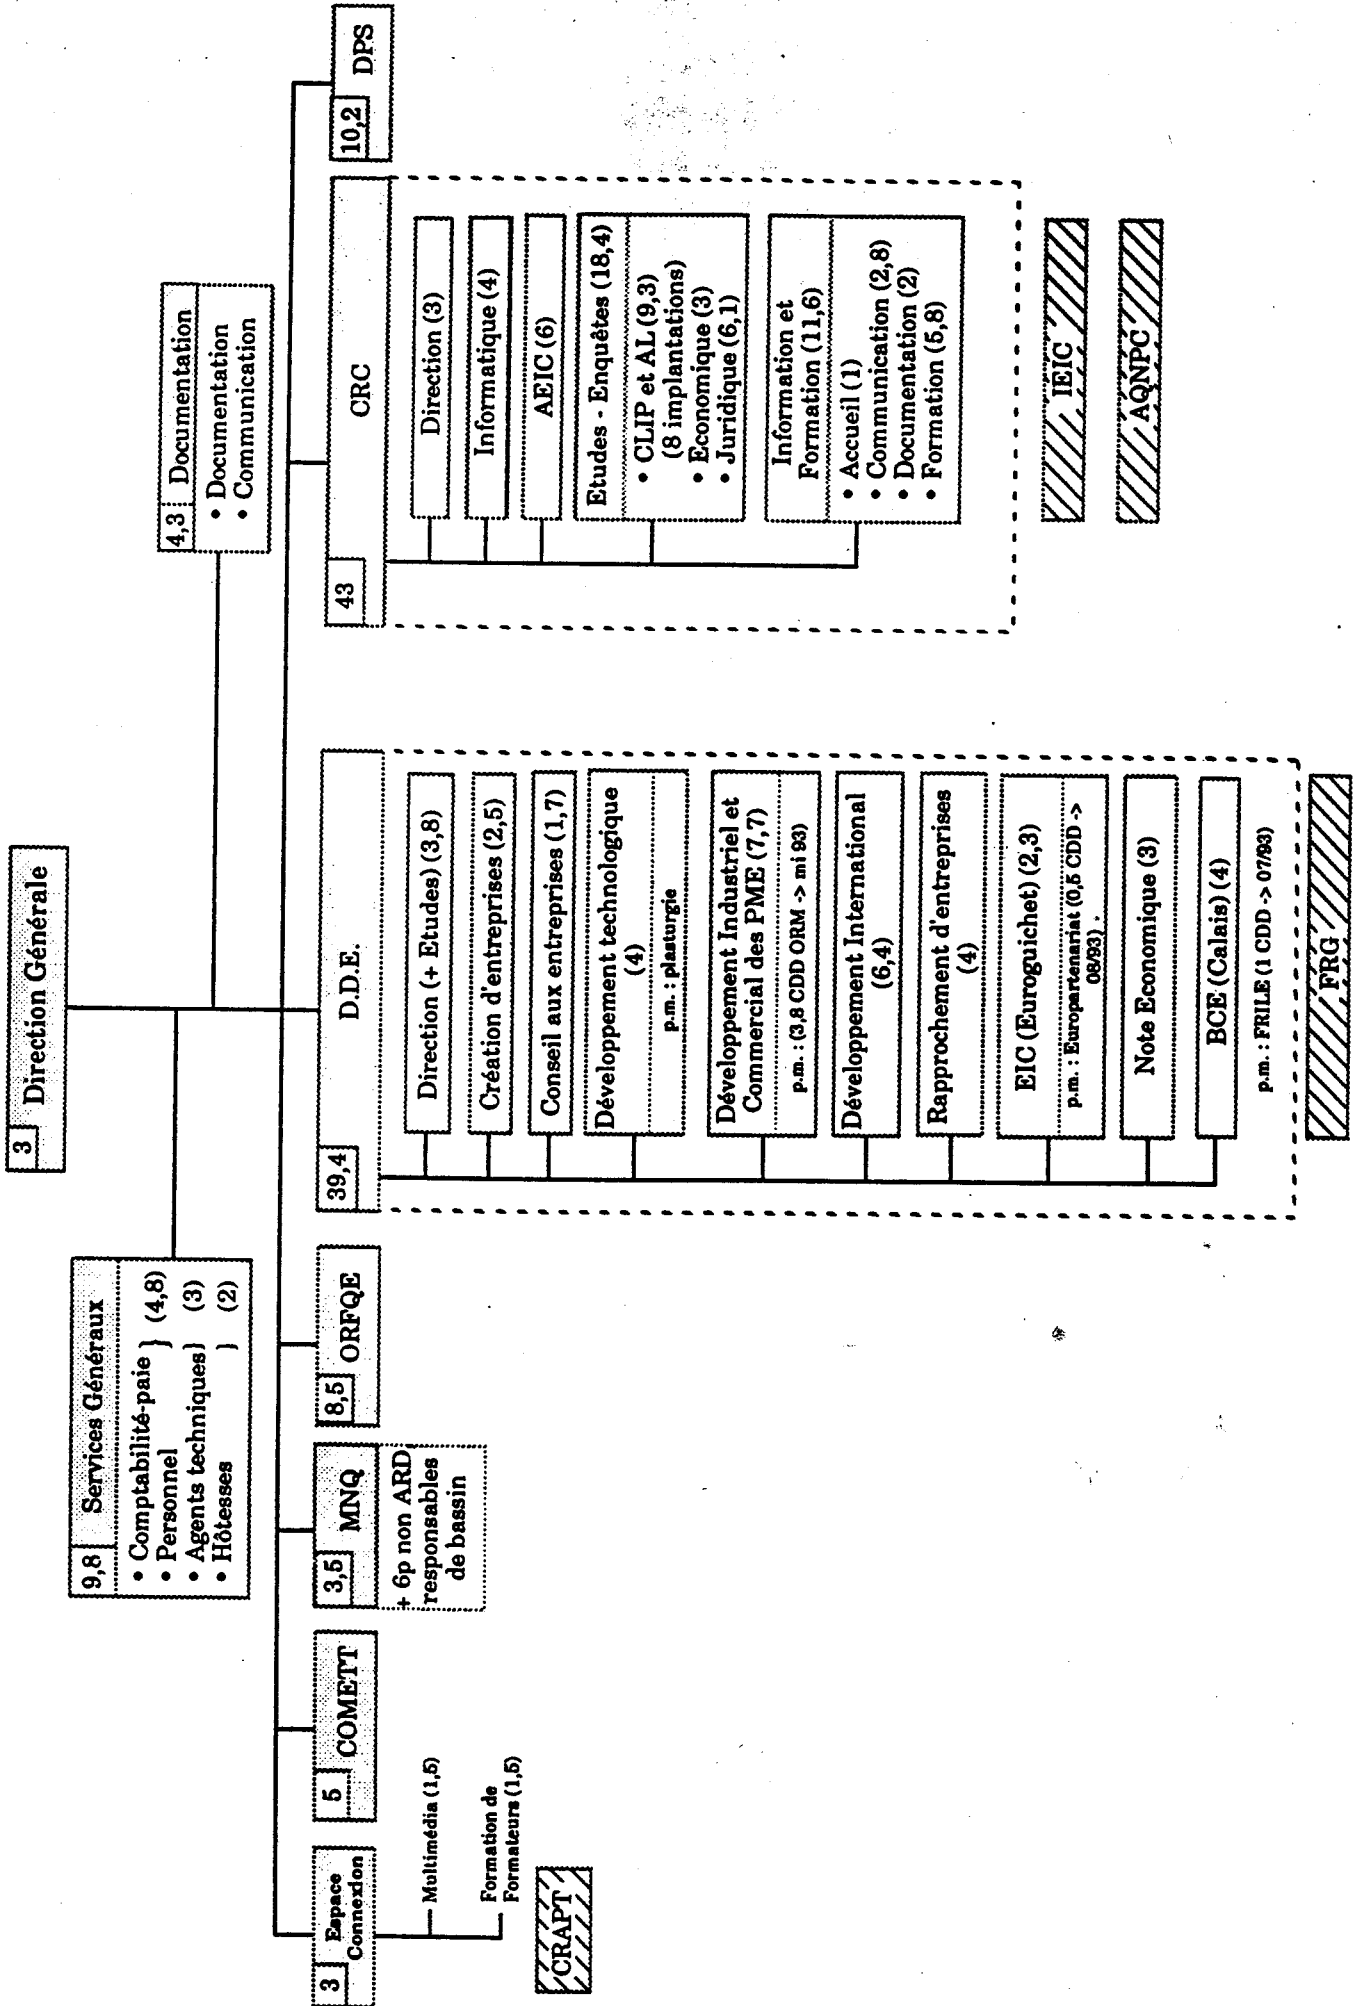 3
Direction Générale
9,8
Services Généraux
• Comptabilité-paie } (4,8)
• Personnel }
• Agents techniques} (3)
• Hôtesses } (2)
4,3
Documentation
• Documentation
• Communication
3
Espace
Connexion
Multimédia (1,5)
Formation de
Formateurs (1,5)
CRAPT
5
COMETT
3,5
MNQ
+ 6p non ARD
responsables
de bassin
8,5
ORFQE
39,4
D.D.E.
Direction (+ Etudes) (3,8)
Création d'entreprises (2,5)
Conseil aux entreprises (1,7)
Développement technologique
(4)
p.m. : plasturgie
Développement Industriel et
Commercial des PME (7,7)
p.m. : (3,8 CDD ORM -> mi 93)
Développement International
(6,4)
Rapprochement d'entreprises
(4)
EIC (Euroguichet) (2,3)
p.m. : Europartenariat (0,5 CDD ->
08/93) .
Note Economique (3)
BCE (Calais) (4)
p.m. : FRILE (1 CDD -> 07/93)
FRG
43
CRC
Direction (3)
Informatique (4)
AEIC (6)
Etudes - Enquêtes (18,4)
• CLIP et AL (9,3)
(8 implantations)
• Economique (3)
• Juridique (6,1)
Information et
Formation (11,6)
• Accueil (1)
• Communication (2,8)
• Documentation (2)
• Formation (5,8)
IEIC
AQNPC
10,2
DPS